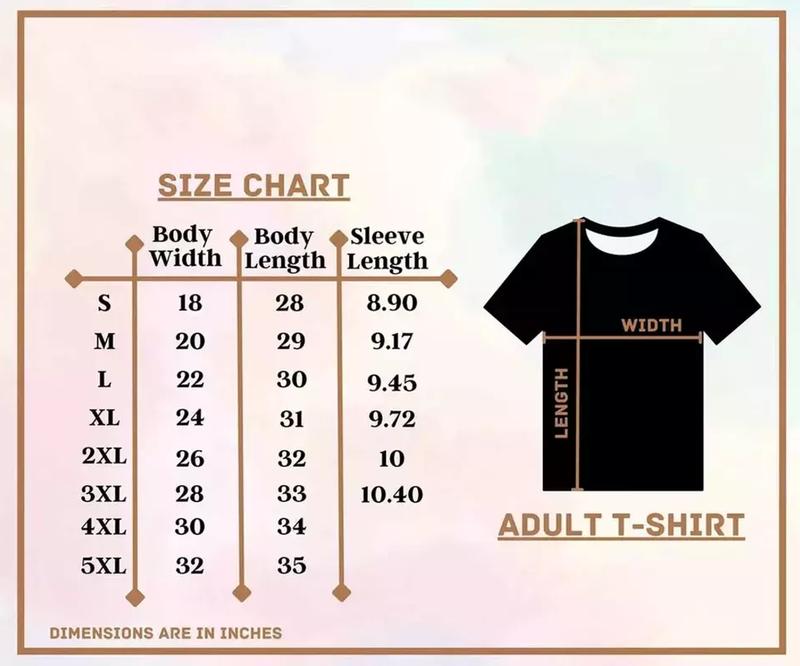 SIZE CHART
Body Width Body Length Sleeve Length
S 18 28 8.90
M 20 29 9.17
L 22 30 9.45
XL 24 31 9.72
2XL 26 32 10
3XL 28 33 10.40
4XL 30 34
5XL 32 35
WIDTH
LENGTH
ADULT T-SHIRT
DIMENSIONS ARE IN INCHES